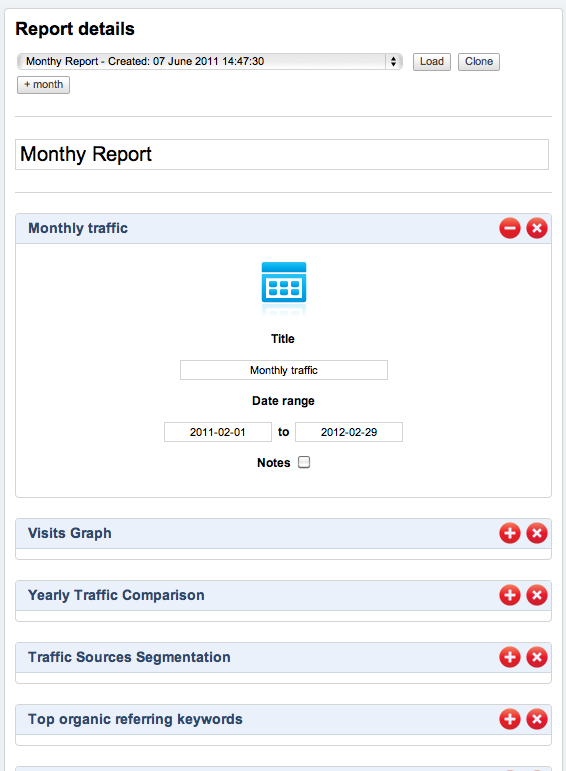 Report details
Monthy Report - Created: 07 June 2011 14:47:30
Load
Clone
+ month
Monthy Report
Monthly traffic
Title
Monthly traffic
Date range
2011-02-01 to 2012-02-29
Notes
Visits Graph
Yearly Traffic Comparison
Traffic Sources Segmentation
Top organic referring keywords